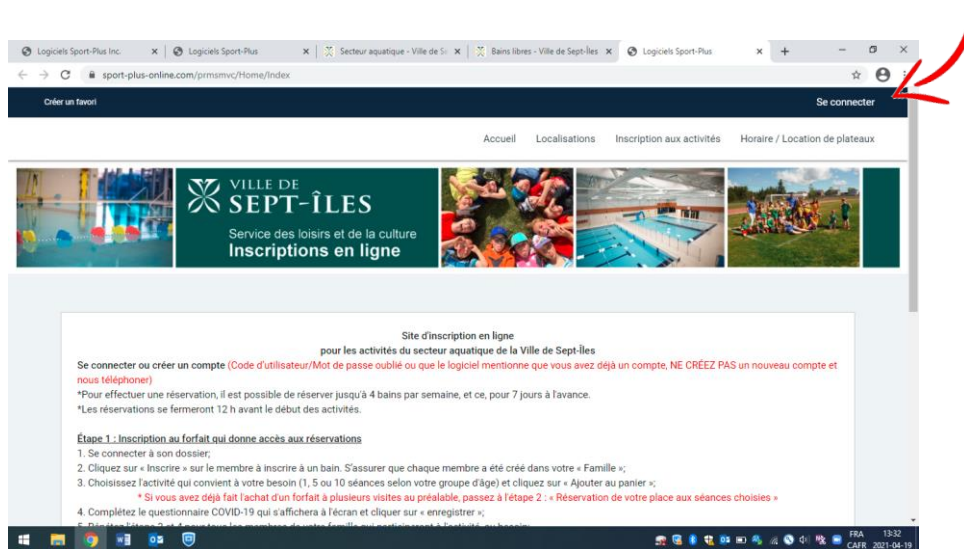 Logiciels Sport-Plus Inc.
Logiciels Sport-Plus
Secteur aquatique - Ville de Se
Bains libres - Ville de Sept-Îles
Logiciels Sport-Plus
sport-plus-online.com/prmsmvc/Home/Index
Créer un favori
Se connecter
Accueil
Localisations
Inscription aux activités
Horaire / Location de plateaux
VILLE DE
SEPT-ÎLES
Service des loisirs et de la culture
Inscriptions en ligne
Site d'inscription en ligne
pour les activités du secteur aquatique de la Ville de Sept-Îles
Se connecter ou créer un compte (Code d'utilisateur/Mot de passe oublié ou que le logiciel mentionne que vous avez déjà un compte, NE CRÉEZ PAS un nouveau compte et
nous téléphoner)
*Pour effectuer une réservation, il est possible de réserver jusqu'à 4 bains par semaine, et ce, pour 7 jours à l'avance.
*Les réservations se fermeront 12 h avant le début des activités.
Étape 1 : Inscription au forfait qui donne accès aux réservations
1. Se connecter à son dossier;
2. Cliquez sur « Inscrire » sur le membre à inscrire à un bain. S'assurer que chaque membre a été créé dans votre « Famille »;
3. Choisissez l'activité qui convient à votre besoin (1, 5 ou 10 séances selon votre groupe d'âge) et cliquez sur « Ajouter au panier »;
* Si vous avez déjà fait l'achat d'un forfait à plusieurs visites au préalable, passez à l'étape 2 : « Réservation de votre place aux séances choisies »
4. Complétez le questionnaire COVID-19 qui s'affichera à l'écran et cliquer sur « enregistrer »;
FRA 13:32
CAFR 2021-04-19